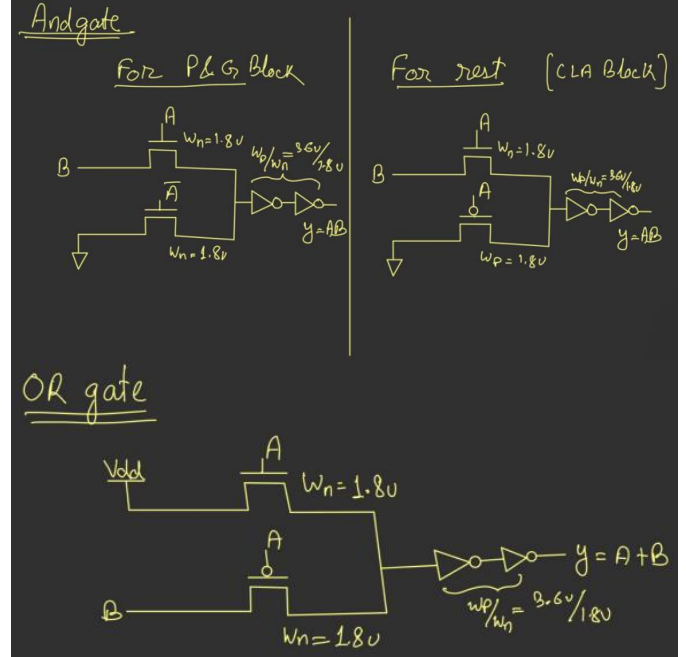 And gate
For P & G Block
A
Wn=1.8u
B
Wp/Wn = 3.6u/1.8u
A̅
y=AB
Wn=1.8u
For rest [CLA Block]
A
Wn=1.8u
B
Wp/Wn=3.6u/1.8u
A
y=AB
Wp=1.8u
OR gate
Vdd
A
Wn=1.8u
A
y = A+B
B
Wp/Wn = 3.6u/1.8u
Wn=1.8u